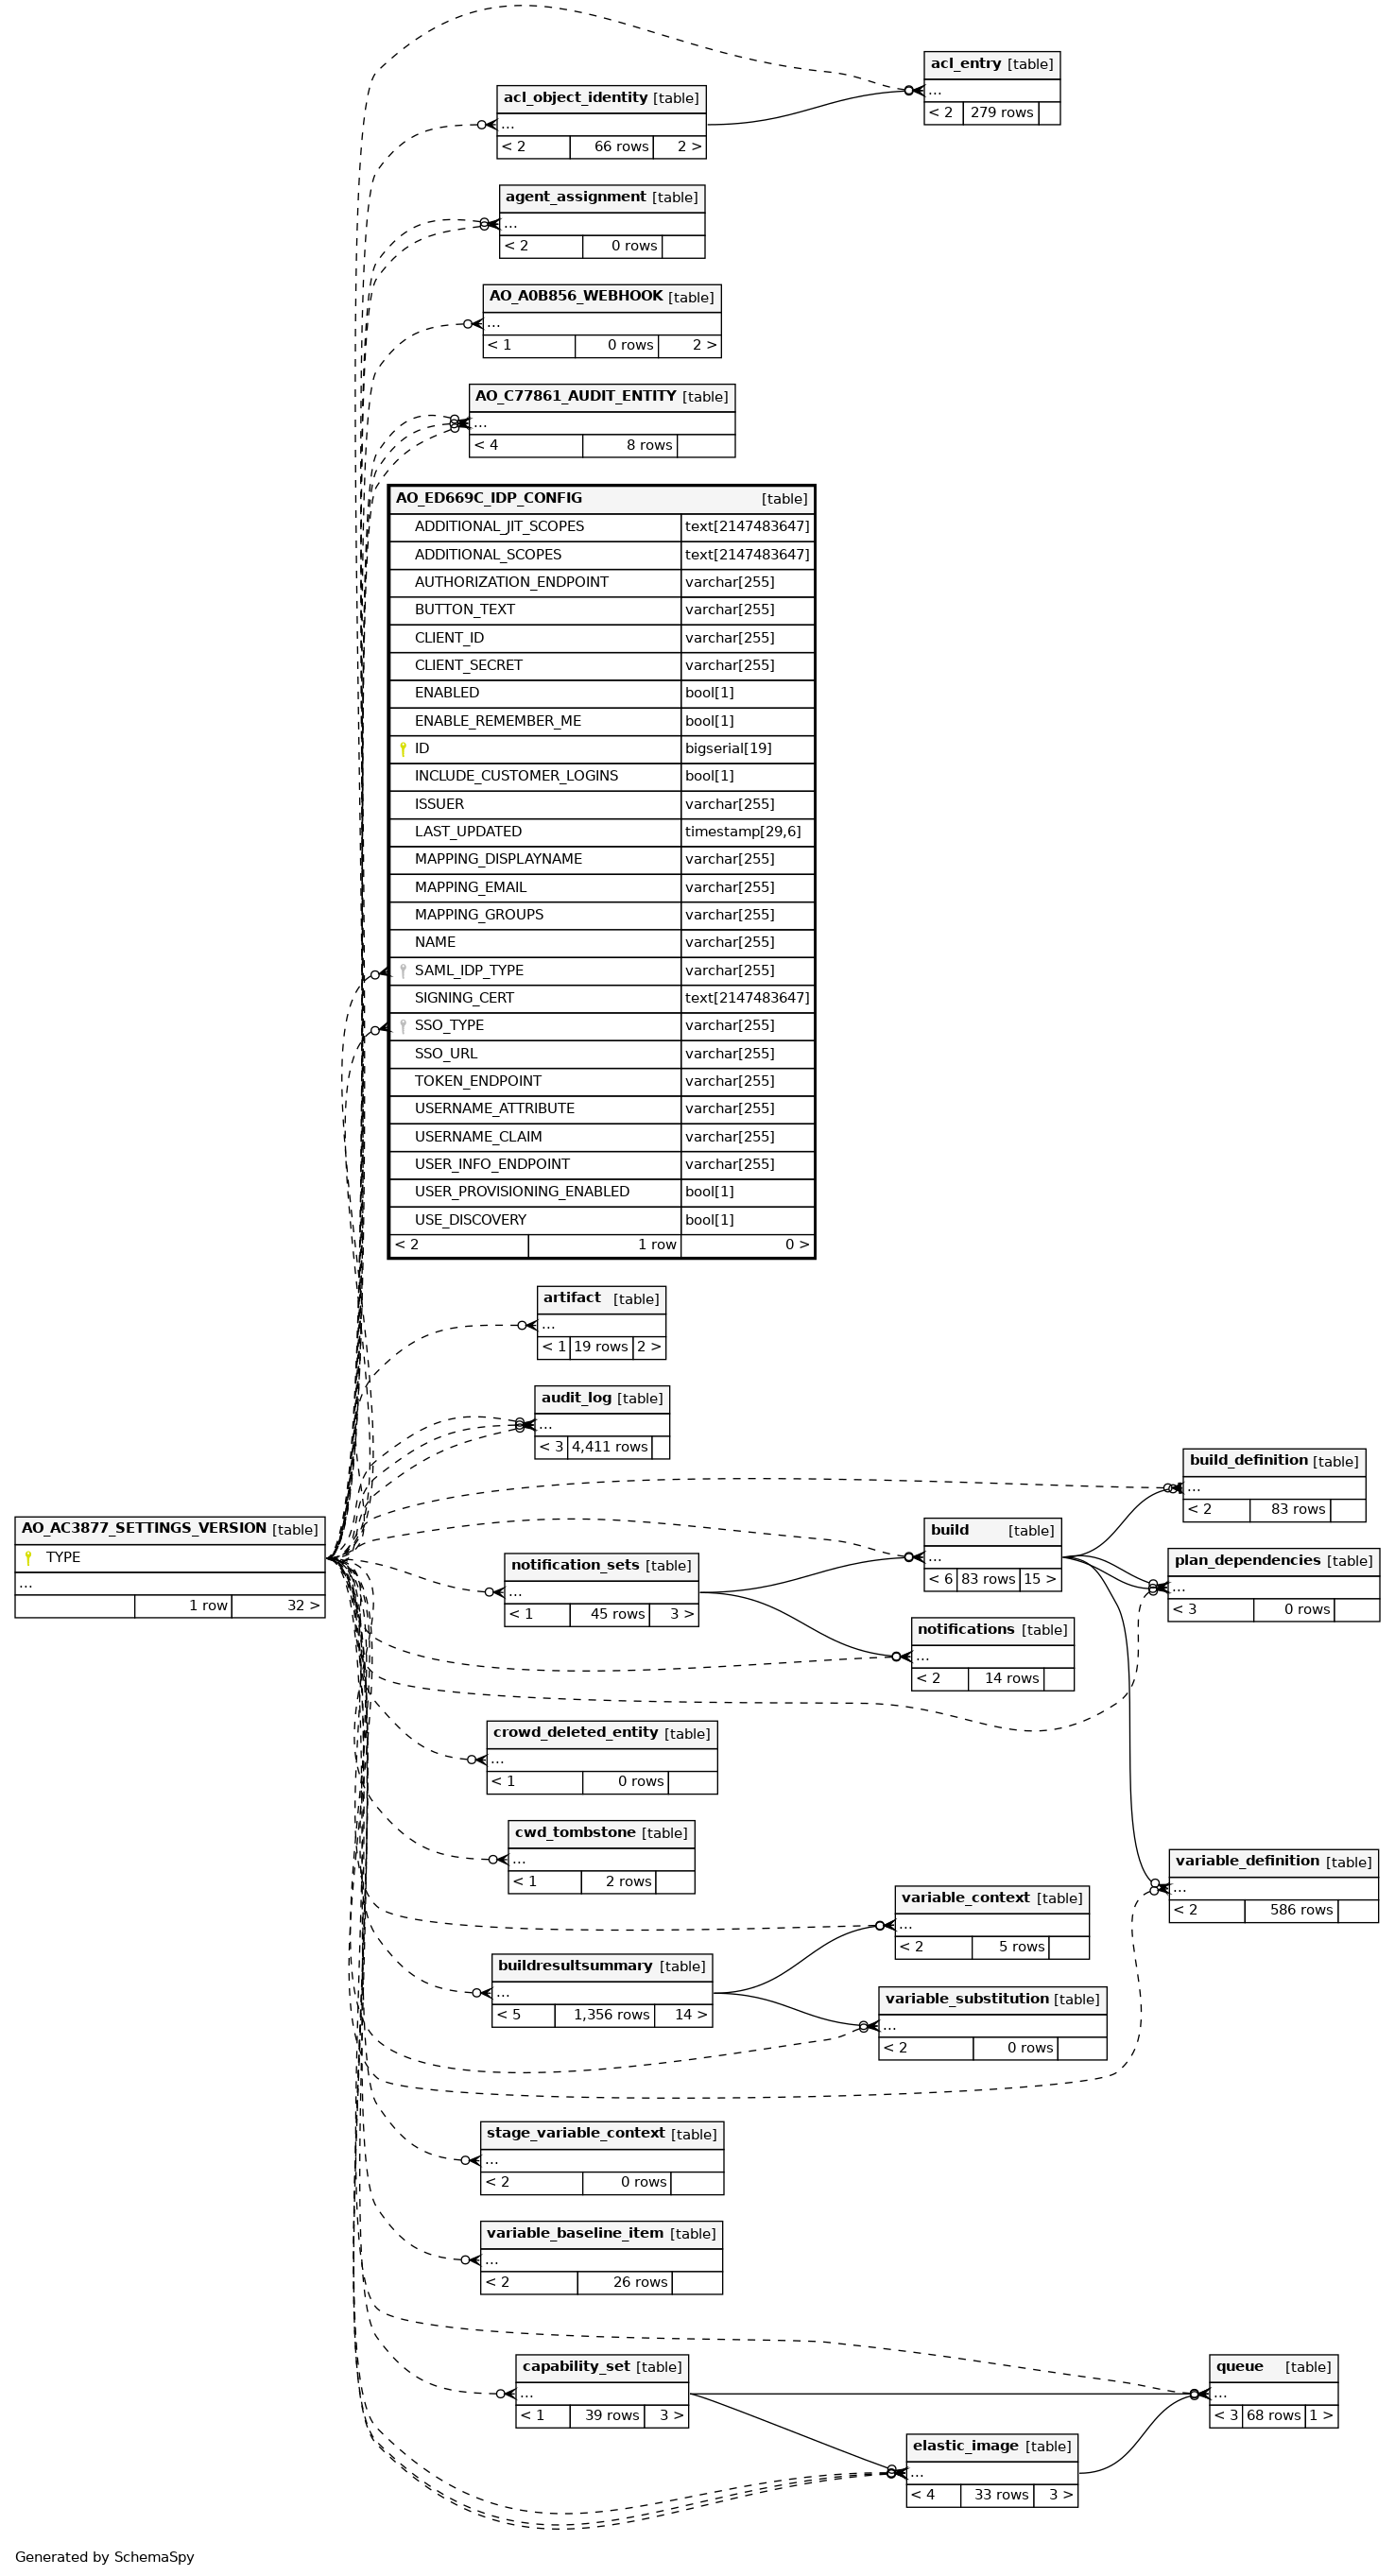 acl_entry [table]
...
< 2 279 rows
acl_object_identity [table]
...
< 2 66 rows 2 >
agent_assignment [table]
...
< 2 0 rows
AO_A0B856_WEBHOOK [table]
...
< 1 0 rows 2 >
AO_C77861_AUDIT_ENTITY [table]
...
< 4 8 rows
AO_ED669C_IDP_CONFIG [table]
ADDITIONAL_JIT_SCOPES text[2147483647]
ADDITIONAL_SCOPES text[2147483647]
AUTHORIZATION_ENDPOINT varchar[255]
BUTTON_TEXT varchar[255]
CLIENT_ID varchar[255]
CLIENT_SECRET varchar[255]
ENABLED bool[1]
ENABLE_REMEMBER_ME bool[1]
ID bigserial[19]
INCLUDE_CUSTOMER_LOGINS bool[1]
ISSUER varchar[255]
LAST_UPDATED timestamp[29,6]
MAPPING_DISPLAYNAME varchar[255]
MAPPING_EMAIL varchar[255]
MAPPING_GROUPS varchar[255]
NAME varchar[255]
SAML_IDP_TYPE varchar[255]
SIGNING_CERT text[2147483647]
SSO_TYPE varchar[255]
SSO_URL varchar[255]
TOKEN_ENDPOINT varchar[255]
USERNAME_ATTRIBUTE varchar[255]
USERNAME_CLAIM varchar[255]
USER_INFO_ENDPOINT varchar[255]
USER_PROVISIONING_ENABLED bool[1]
USE_DISCOVERY bool[1]
< 2 1 row 0 >
artifact [table]
...
< 1 19 rows 2 >
audit_log [table]
...
< 3 4,411 rows
build_definition [table]
...
< 2 83 rows
AO_AC3877_SETTINGS_VERSION [table]
TYPE
...
1 row 32 >
build [table]
...
< 6 83 rows 15 >
plan_dependencies [table]
...
< 3 0 rows
notification_sets [table]
...
< 1 45 rows 3 >
notifications [table]
...
< 2 14 rows
crowd_deleted_entity [table]
...
< 1 0 rows
cwd_tombstone [table]
...
< 1 2 rows
variable_definition [table]
...
< 2 586 rows
variable_context [table]
...
< 2 5 rows
buildresultsummary [table]
...
< 5 1,356 rows 14 >
variable_substitution [table]
...
< 2 0 rows
stage_variable_context [table]
...
< 2 0 rows
variable_baseline_item [table]
...
< 2 26 rows
capability_set [table]
...
< 1 39 rows 3 >
queue [table]
...
< 3 68 rows 1 >
elastic_image [table]
...
< 4 33 rows 3 >
Generated by SchemaSpy